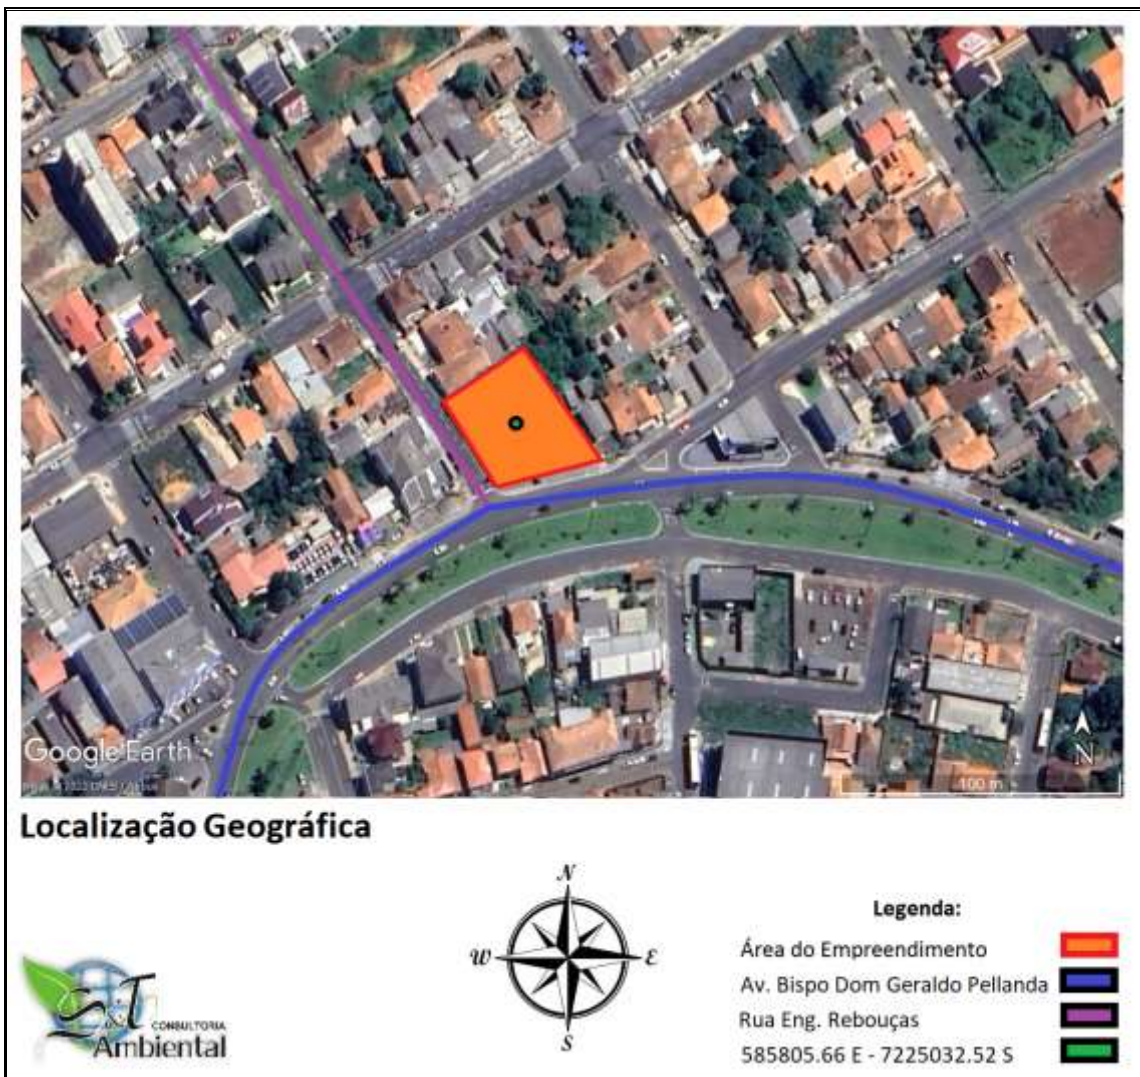 Google Earth
100 m
N
Localização Geográfica
N
W
E
S
Legenda:
Área do Empreendimento
Av. Bispo Dom Geraldo Pellanda
Rua Eng. Rebouças
585805.66 E - 7225032.52 S
S&T
CONSULTORIA
Ambiental